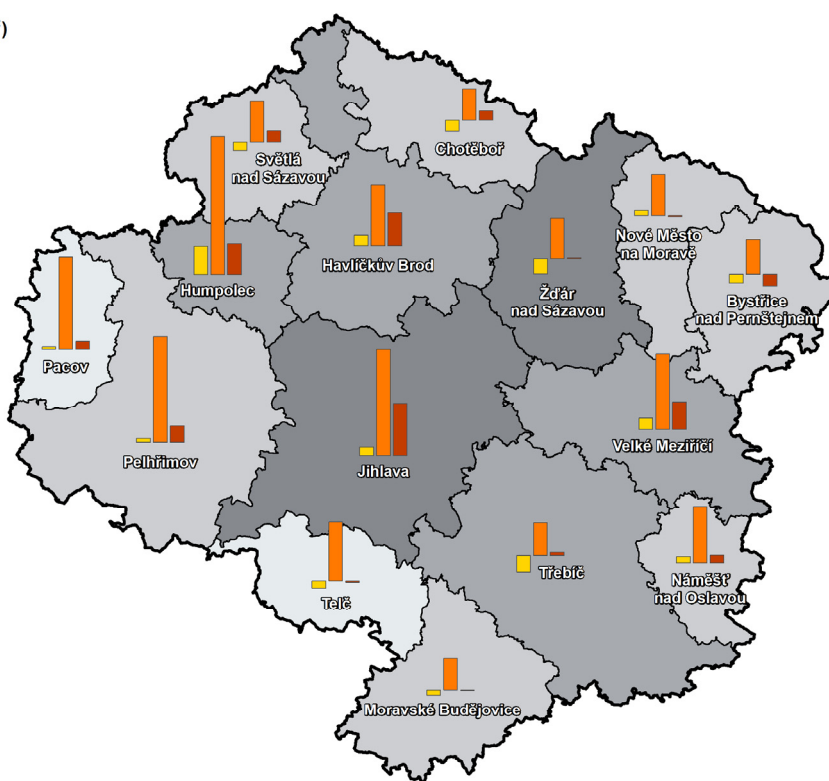 )
Světlá
nad Sázavou
Chotěboř
Nové Město
na Moravě
Havlíčkův Brod
Humpolec
Žďár
nad Sázavou
Bystřice
nad Pernštejnem
Pacov
Pelhřimov
Jihlava
Velké Meziříčí
Telč
Třebíč
Náměšť
nad Oslavou
Moravské Budějovice